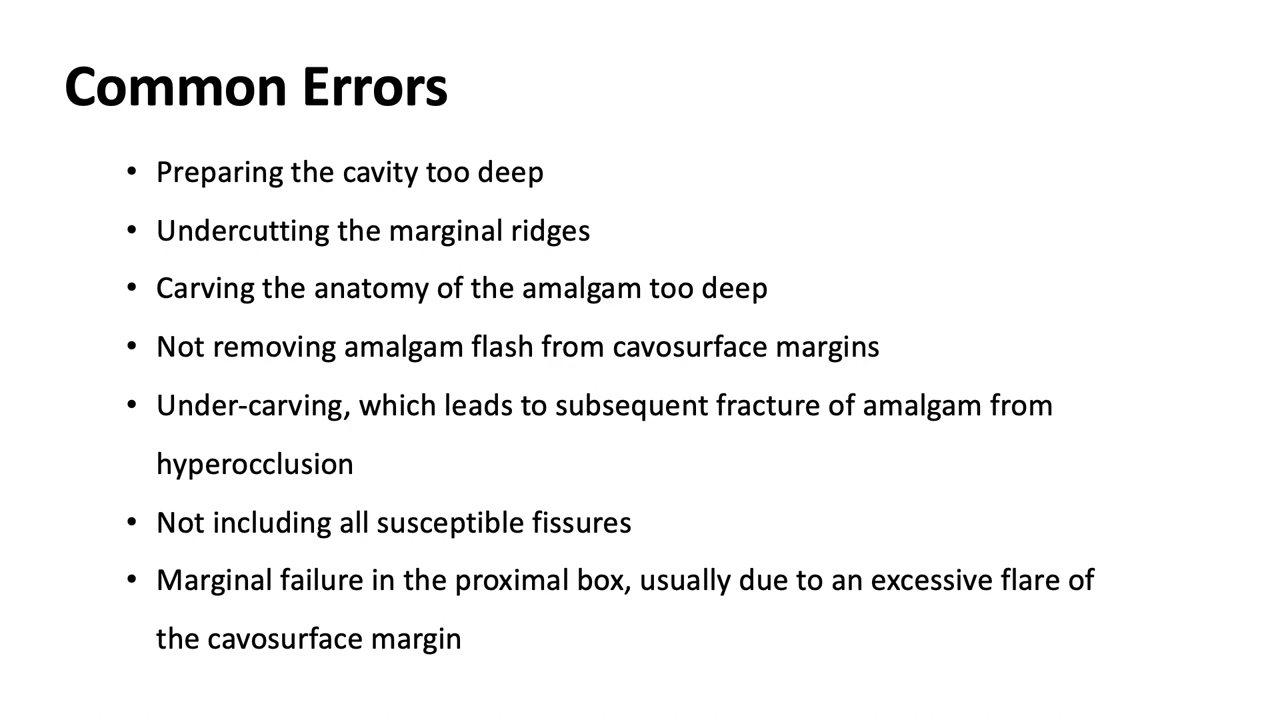 Common Errors
• Preparing the cavity too deep
• Undercutting the marginal ridges
• Carving the anatomy of the amalgam too deep
• Not removing amalgam flash from cavosurface margins
• Under-carving, which leads to subsequent fracture of amalgam from
hyperocclusion
• Not including all susceptible fissures
• Marginal failure in the proximal box, usually due to an excessive flare of
the cavosurface margin